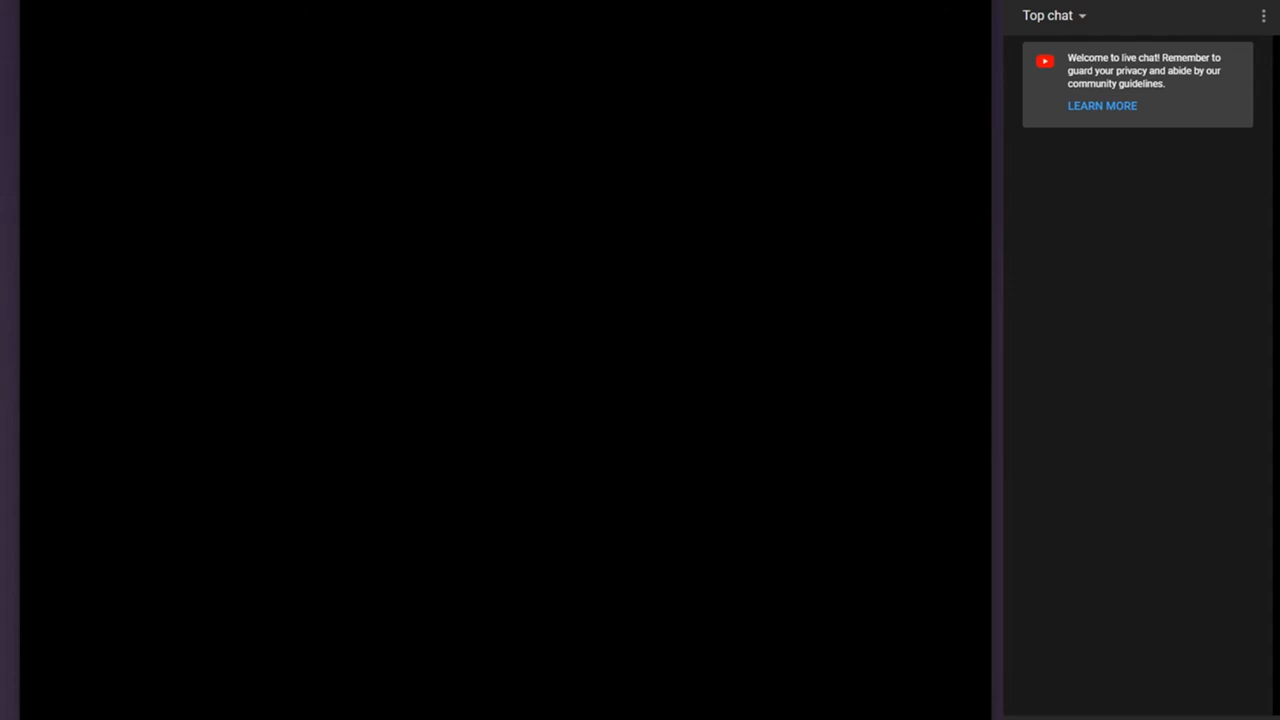 Top chat
Welcome to live chat! Remember to
guard your privacy and abide by our
community guidelines.
LEARN MORE